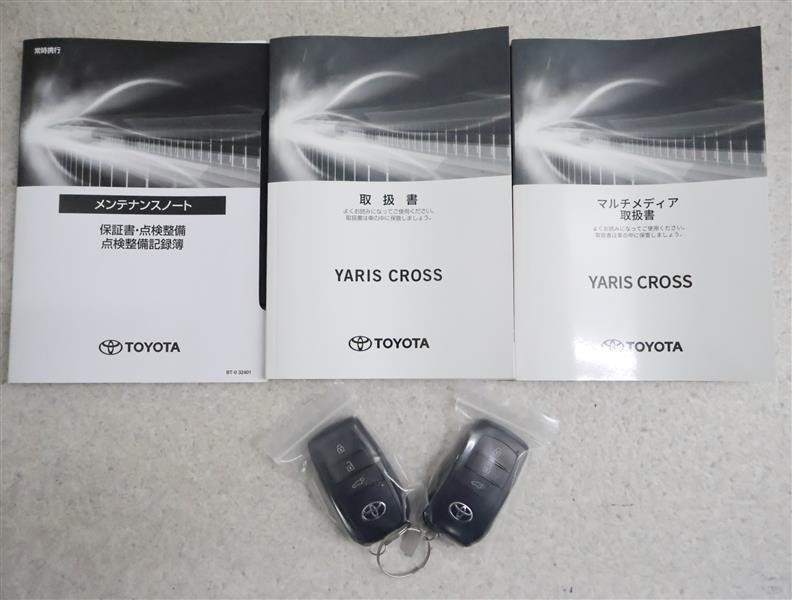 常時携行
メンテナンスノート
保証書・点検整備
点検整備記録簿
TOYOTA
BT-0 32401
取扱書
よくお読みになってご使用ください。
取扱書は車の中に保管しましょう。
YARIS CROSS
TOYOTA
マルチメディア
取扱書
よくお読みになってご使用ください。
取扱書は車の中に保管しましょう。
YARIS CROSS
TOYOTA